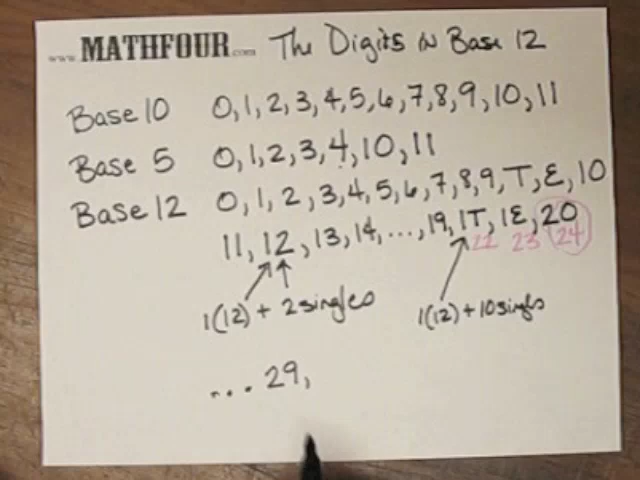 www.MATHFOUR.com The Digits in Base 12
Base 10 0, 1, 2, 3, 4, 5, 6, 7, 8, 9, 10, 11
Base 5 0, 1, 2, 3, 4, 10, 11
Base 12 0, 1, 2, 3, 4, 5, 6, 7, 8, 9, T, E, 10
11, 12, 13, 14, ..., 19, 1T, 1E, 20
22 23 24
1(12) + 2 singles 1(12) + 10 singles
... 29,